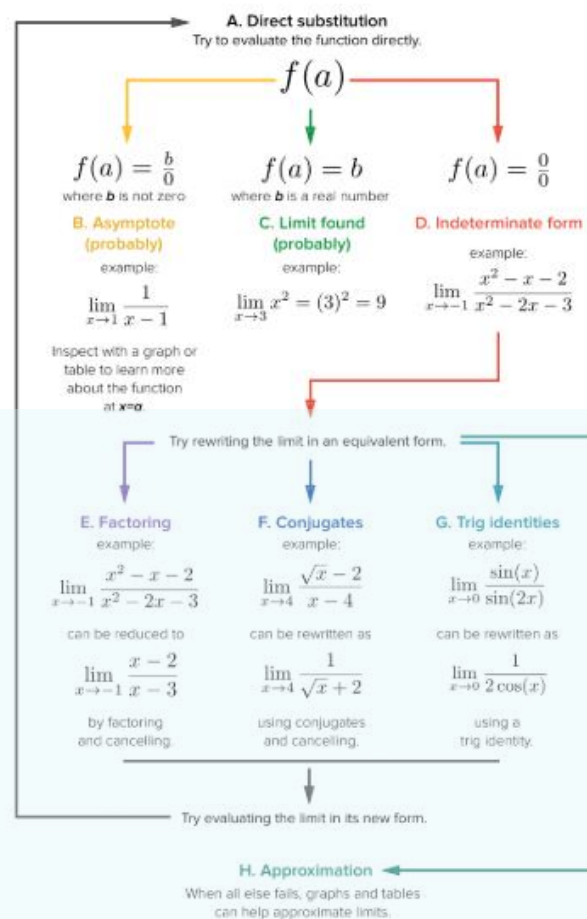 A. Direct substitution
Try to evaluate the function directly.
f(a)
f(a) = b/0
where b is not zero
B. Asymptote
(probably)
example:
lim x→1 1/(x − 1)
Inspect with a graph or
table to learn more
about the function
at x=a
f(a) = b
where b is a real number
C. Limit found
(probably)
example:
lim x→3 x² = (3)² = 9
f(a) = 0/0
D. Indeterminate form
example:
lim x→−1 (x² − x − 2)/(x² − 2x − 3)
Try rewriting the limit in an equivalent form.
E. Factoring
example:
lim x→−1 (x² − x − 2)/(x² − 2x − 3)
can be reduced to
lim x→−1 (x − 2)/(x − 3)
by factoring
and cancelling.
F. Conjugates
example:
lim x→4 (√x − 2)/(x − 4)
can be rewritten as
lim x→4 1/(√x + 2)
using conjugates
and cancelling.
G. Trig identities
example:
lim x→0 sin(x)/sin(2x)
can be rewritten as
lim x→0 1/(2 cos(x))
using a
trig identity.
Try evaluating the limit in its new form.
H. Approximation
When all else fails, graphs and tables
can help approximate limits.